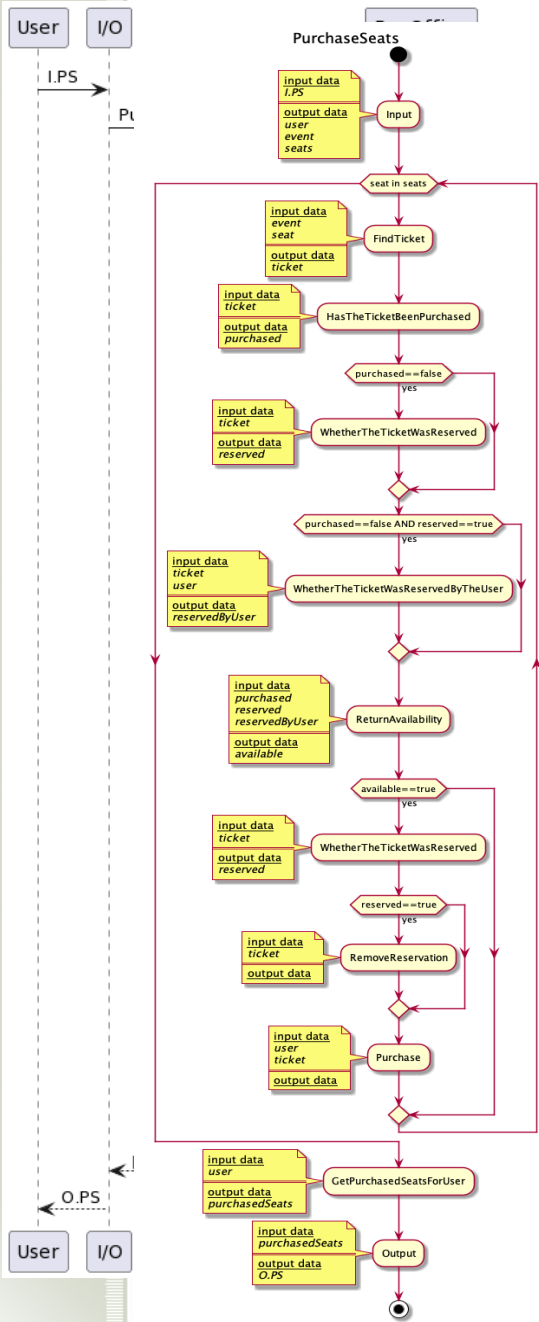 User
I/O
PurchaseSeats
I.PS
input data
I.PS
output data
user
event
seats
Input
seat in seats
input data
event
seat
output data
ticket
FindTicket
input data
ticket
output data
purchased
HasTheTicketBeenPurchased
purchased==false
yes
input data
ticket
output data
reserved
WhetherTheTicketWasReserved
purchased==false AND reserved==true
yes
input data
ticket
user
output data
reservedByUser
WhetherTheTicketWasReservedByTheUser
input data
purchased
reserved
reservedByUser
output data
available
ReturnAvailability
available==true
yes
input data
ticket
output data
reserved
WhetherTheTicketWasReserved
reserved==true
yes
input data
ticket
output data
RemoveReservation
input data
user
ticket
output data
Purchase
input data
user
output data
purchasedSeats
GetPurchasedSeatsForUser
O.PS
input data
purchasedSeats
output data
O.PS
Output
User
I/O